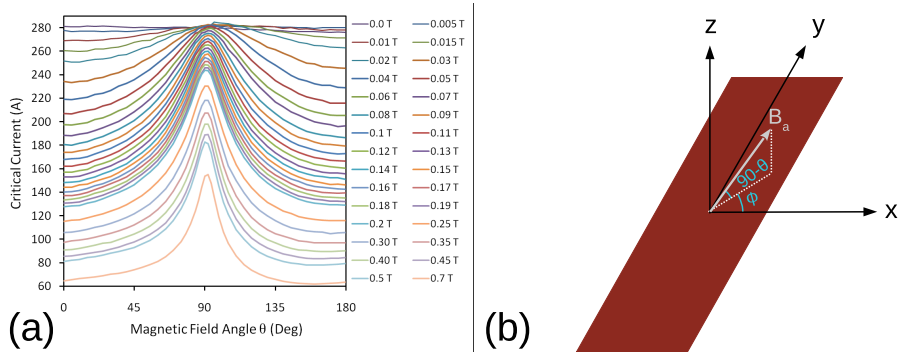 280
260
240
220
200
180
160
140
120
100
80
60
Critical Current (A)
0
45
90
135
180
Magnetic Field Angle θ (Deg)
0.0 T 0.005 T
0.01 T 0.015 T
0.02 T 0.03 T
0.04 T 0.05 T
0.06 T 0.07 T
0.08 T 0.09 T
0.1 T 0.11 T
0.12 T 0.13 T
0.14 T 0.15 T
0.16 T 0.17 T
0.18 T 0.19 T
0.2 T 0.25 T
0.30 T 0.35 T
0.40 T 0.45 T
0.5 T 0.7 T
(a)
z
y
Ba
90-θ
ϕ
x
(b)